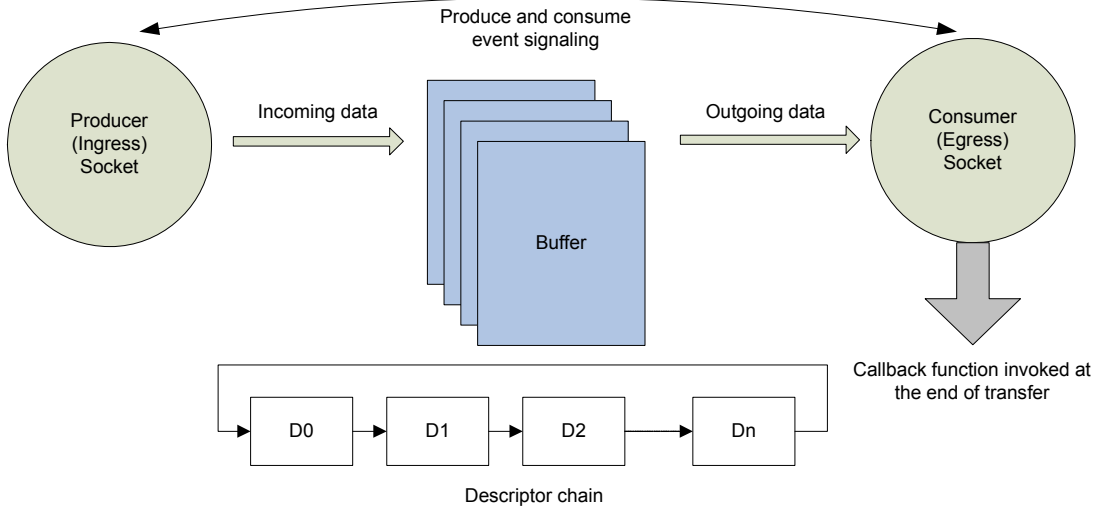 Produce and consume
event signaling
Producer
(Ingress)
Socket
Incoming data
Buffer
Outgoing data
Consumer
(Egress)
Socket
Callback function invoked at
the end of transfer
D0
D1
D2
Dn
Descriptor chain